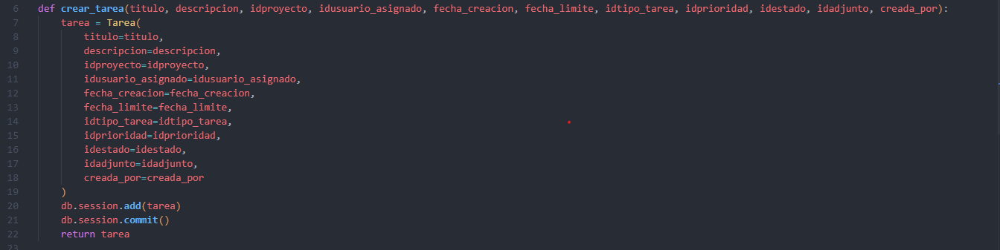 6 def crear_tarea(titulo, descripcion, idproyecto, idusuario_asignado, fecha_creacion, fecha_limite, idtipo_tarea, idprioridad, idestado, idadjunto, creada_por):
7     tarea = Tarea(
8         titulo=titulo,
9         descripcion=descripcion,
10         idproyecto=idproyecto,
11         idusuario_asignado=idusuario_asignado,
12         fecha_creacion=fecha_creacion,
13         fecha_limite=fecha_limite,
14         idtipo_tarea=idtipo_tarea,
15         idprioridad=idprioridad,
16         idestado=idestado,
17         idadjunto=idadjunto,
18         creada_por=creada_por
19     )
20     db.session.add(tarea)
21     db.session.commit()
22     return tarea
23